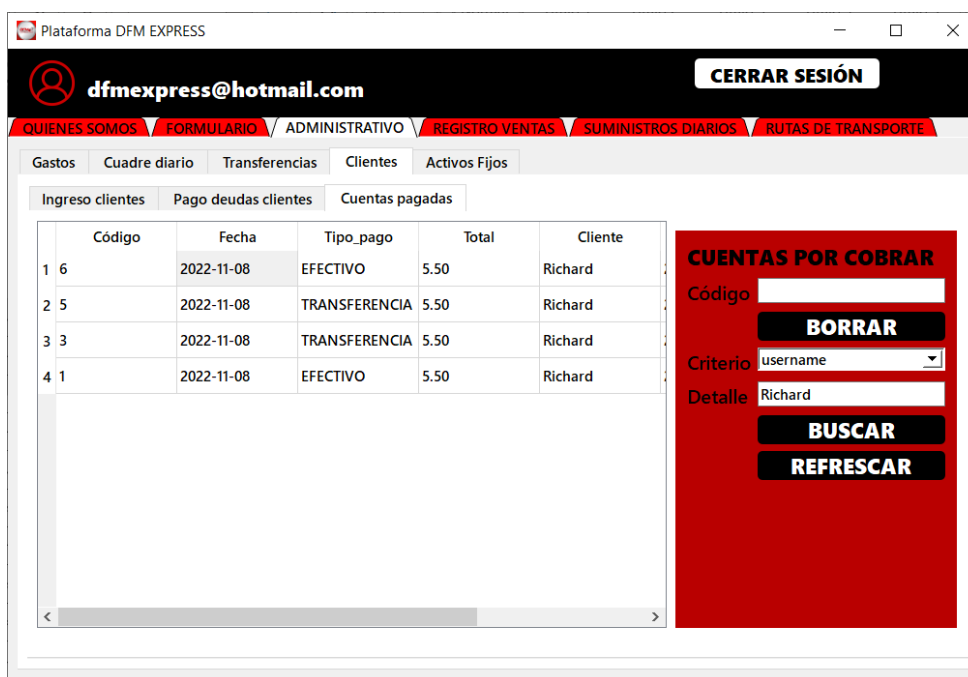 Plataforma DFM EXPRESS
dfmexpress@hotmail.com
CERRAR SESIÓN
QUIENES SOMOS FORMULARIO ADMINISTRATIVO REGISTRO VENTAS SUMINISTROS DIARIOS RUTAS DE TRANSPORTE
Gastos Cuadre diario Transferencias Clientes Activos Fijos
Ingreso clientes Pago deudas clientes Cuentas pagadas
Código Fecha Tipo_pago Total Cliente
1 6 2022-11-08 EFECTIVO 5.50 Richard
2 5 2022-11-08 TRANSFERENCIA 5.50 Richard
3 3 2022-11-08 TRANSFERENCIA 5.50 Richard
4 1 2022-11-08 EFECTIVO 5.50 Richard
CUENTAS POR COBRAR
Código
BORRAR
Criterio username
Detalle Richard
BUSCAR
REFRESCAR